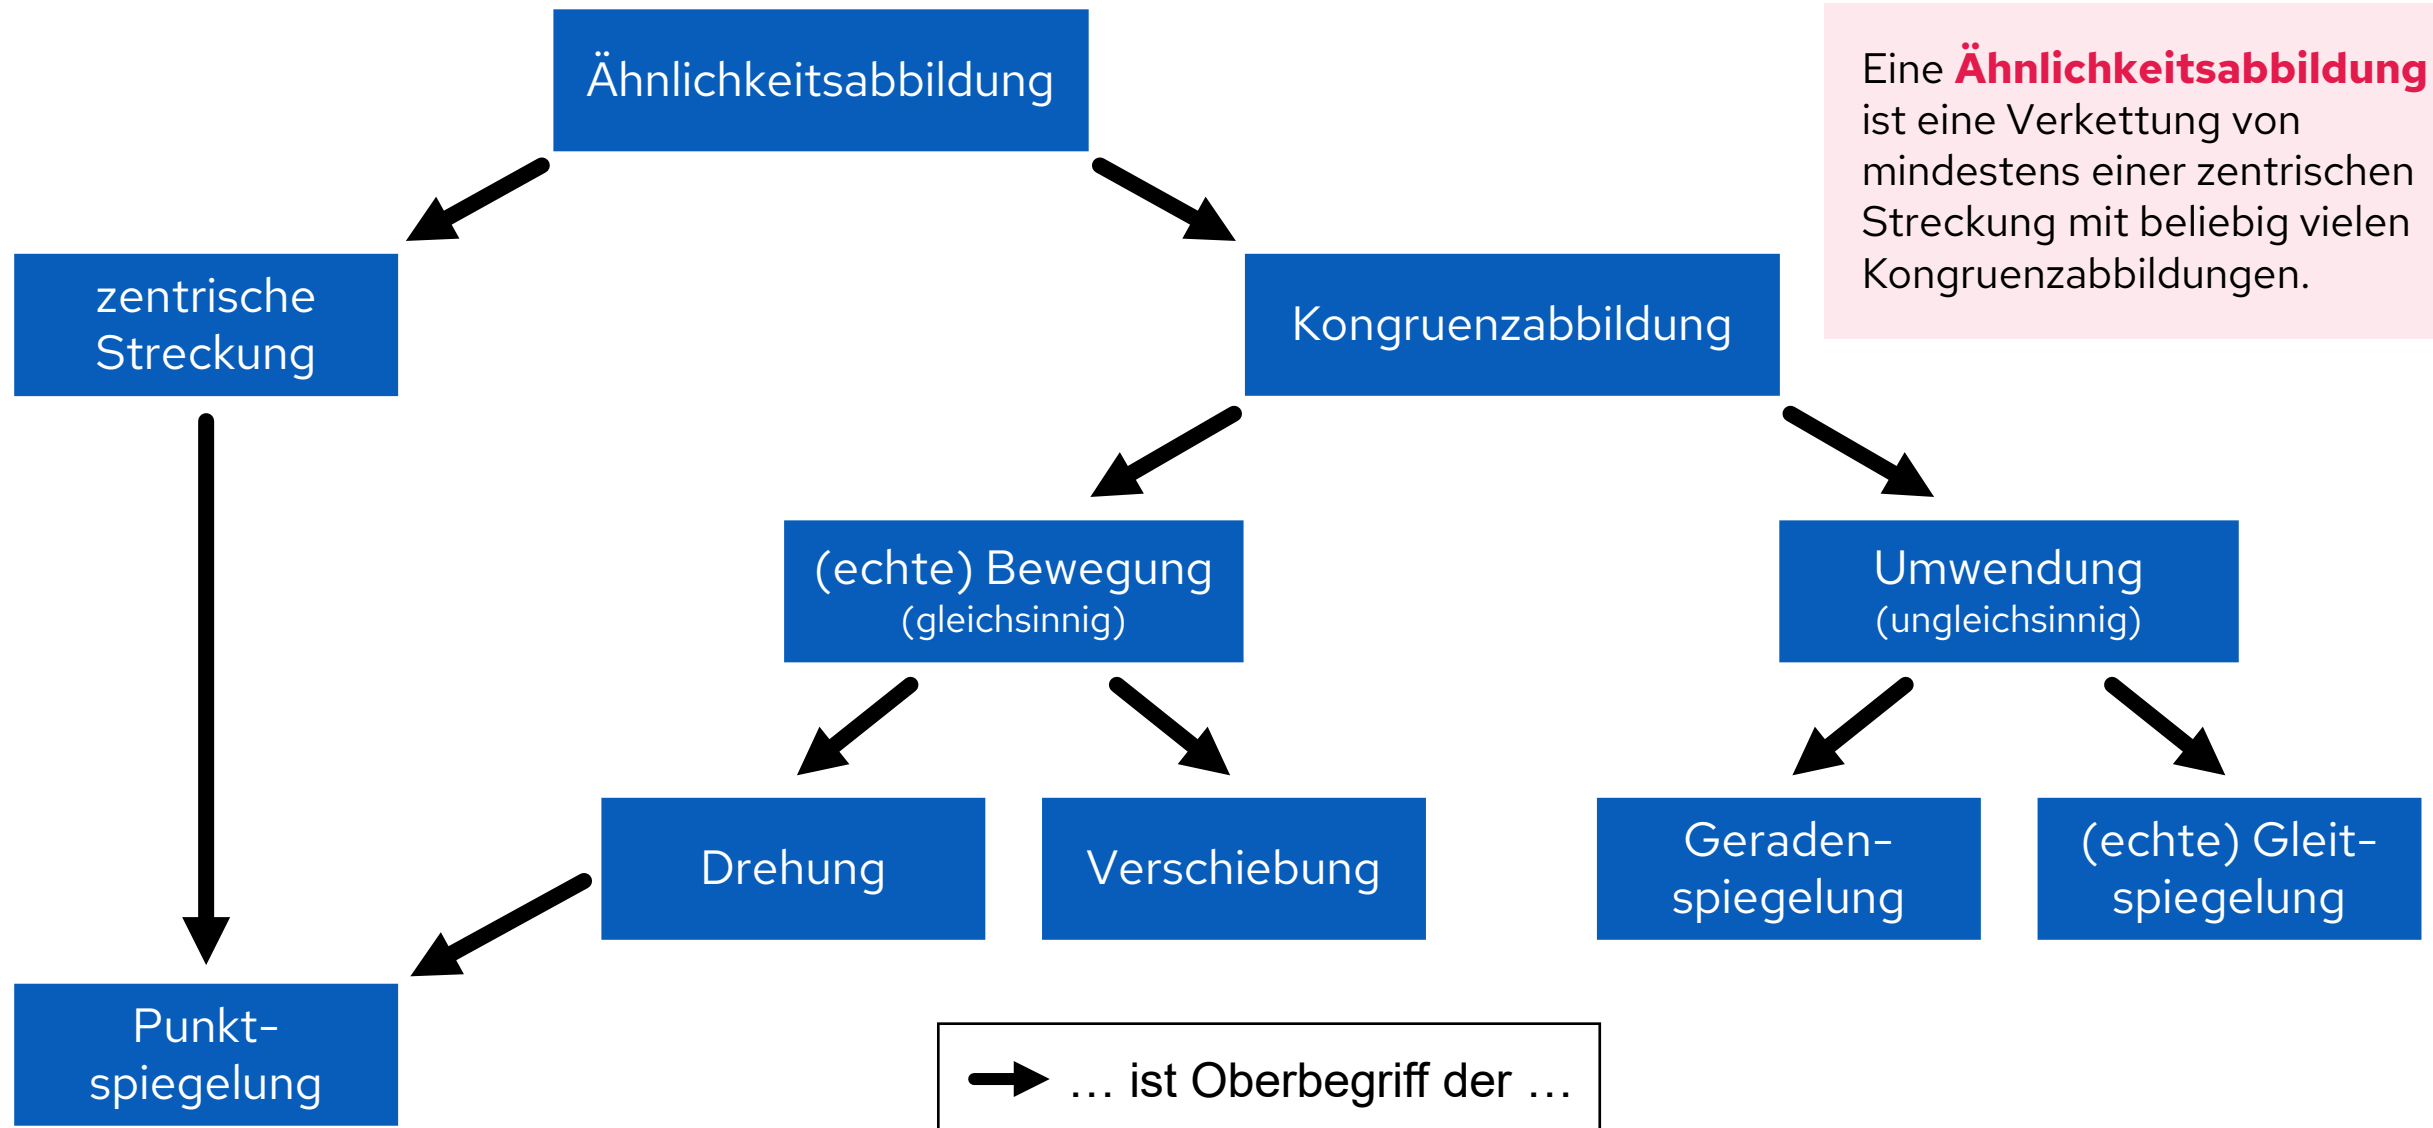 Ähnlichkeitsabbildung
Eine Ähnlichkeitsabbildung
ist eine Verkettung von
mindestens einer zentrischen
Streckung mit beliebig vielen
Kongruenzabbildungen.
zentrische
Streckung
Kongruenzabbildung
(echte) Bewegung
(gleichsinnig)
Umwendung
(ungleichsinnig)
Drehung
Verschiebung
Geraden-
spiegelung
(echte) Gleit-
spiegelung
Punkt-
spiegelung
… ist Oberbegriff der …